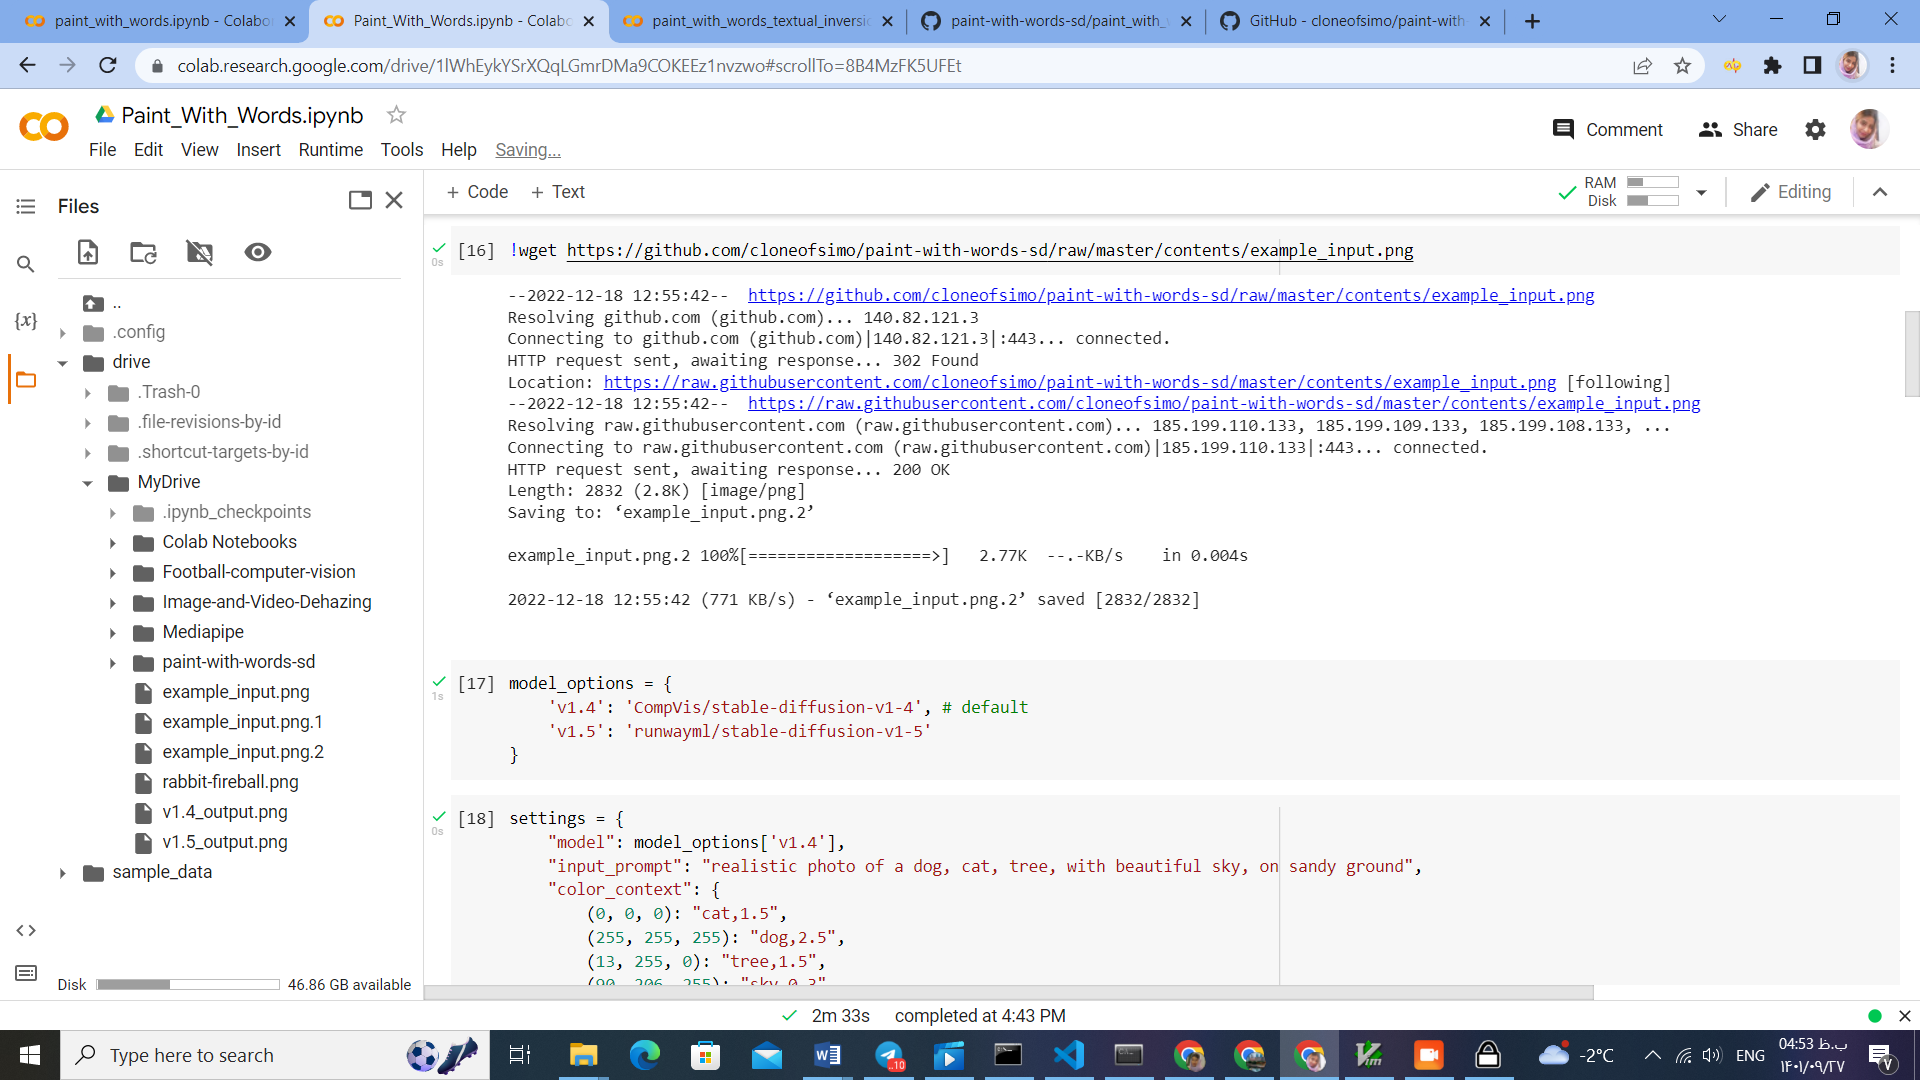 paint_with_words.ipynb - Colabo
Paint_With_Words.ipynb - Colabo
paint_with_words_textual_inversio
paint-with-words-sd/paint_with_
GitHub - cloneofsimo/paint-with
colab.research.google.com/drive/1lWhEykYSrXQqLGmrDMa9COKEEz1nvzwo#scrollTo=8B4MzFK5UFEt
Paint_With_Words.ipynb
Comment
Share
File Edit View Insert Runtime Tools Help Saving...
Files
+ Code + Text
RAM
Disk
Editing
..
.config
drive
.Trash-0
.file-revisions-by-id
.shortcut-targets-by-id
MyDrive
.ipynb_checkpoints
Colab Notebooks
Football-computer-vision
Image-and-Video-Dehazing
Mediapipe
paint-with-words-sd
example_input.png
example_input.png.1
example_input.png.2
rabbit-fireball.png
v1.4_output.png
v1.5_output.png
sample_data
Disk 46.86 GB available
{x}
0s [16] !wget https://github.com/cloneofsimo/paint-with-words-sd/raw/master/contents/example_input.png
--2022-12-18 12:55:42-- https://github.com/cloneofsimo/paint-with-words-sd/raw/master/contents/example_input.png
Resolving github.com (github.com)... 140.82.121.3
Connecting to github.com (github.com)|140.82.121.3|:443... connected.
HTTP request sent, awaiting response... 302 Found
Location: https://raw.githubusercontent.com/cloneofsimo/paint-with-words-sd/master/contents/example_input.png [following]
--2022-12-18 12:55:42-- https://raw.githubusercontent.com/cloneofsimo/paint-with-words-sd/master/contents/example_input.png
Resolving raw.githubusercontent.com (raw.githubusercontent.com)... 185.199.110.133, 185.199.109.133, 185.199.108.133, ...
Connecting to raw.githubusercontent.com (raw.githubusercontent.com)|185.199.110.133|:443... connected.
HTTP request sent, awaiting response... 200 OK
Length: 2832 (2.8K) [image/png]
Saving to: ‘example_input.png.2’
example_input.png.2 100%[===================>] 2.77K --.-KB/s in 0.004s
2022-12-18 12:55:42 (771 KB/s) - ‘example_input.png.2’ saved [2832/2832]
1s [17] model_options = {
'v1.4': 'CompVis/stable-diffusion-v1-4', # default
'v1.5': 'runwayml/stable-diffusion-v1-5'
}
0s [18] settings = {
"model": model_options['v1.4'],
"input_prompt": "realistic photo of a dog, cat, tree, with beautiful sky, on sandy ground",
"color_context": {
(0, 0, 0): "cat,1.5",
(255, 255, 255): "dog,2.5",
(13, 255, 0): "tree,1.5",
(90, 206, 255): "sky,0.3"
2m 33s completed at 4:43 PM
Type here to search
..10
-2°C
ENG
04:53 ب.ظ
۱۴۰۱/۰۹/۲۷